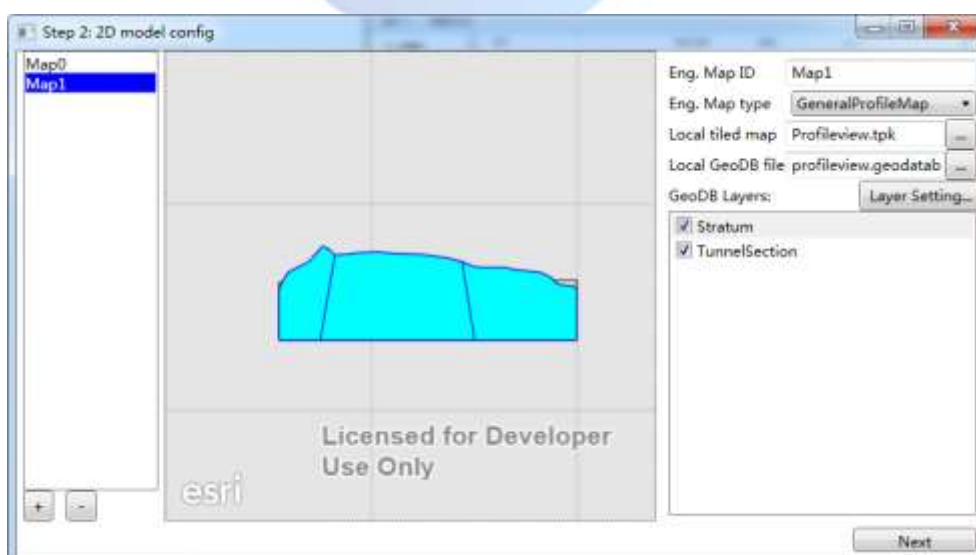 Step 2: 2D model config
Map0
Map1
Eng. Map ID Map1
Eng. Map type GeneralProfileMap
Local tiled map Profileview.tpk ...
Local GeoDB file profileview.geodatab ...
GeoDB Layers: Layer Setting...
Stratum
TunnelSection
Licensed for Developer
Use Only
esri
+ -
Next